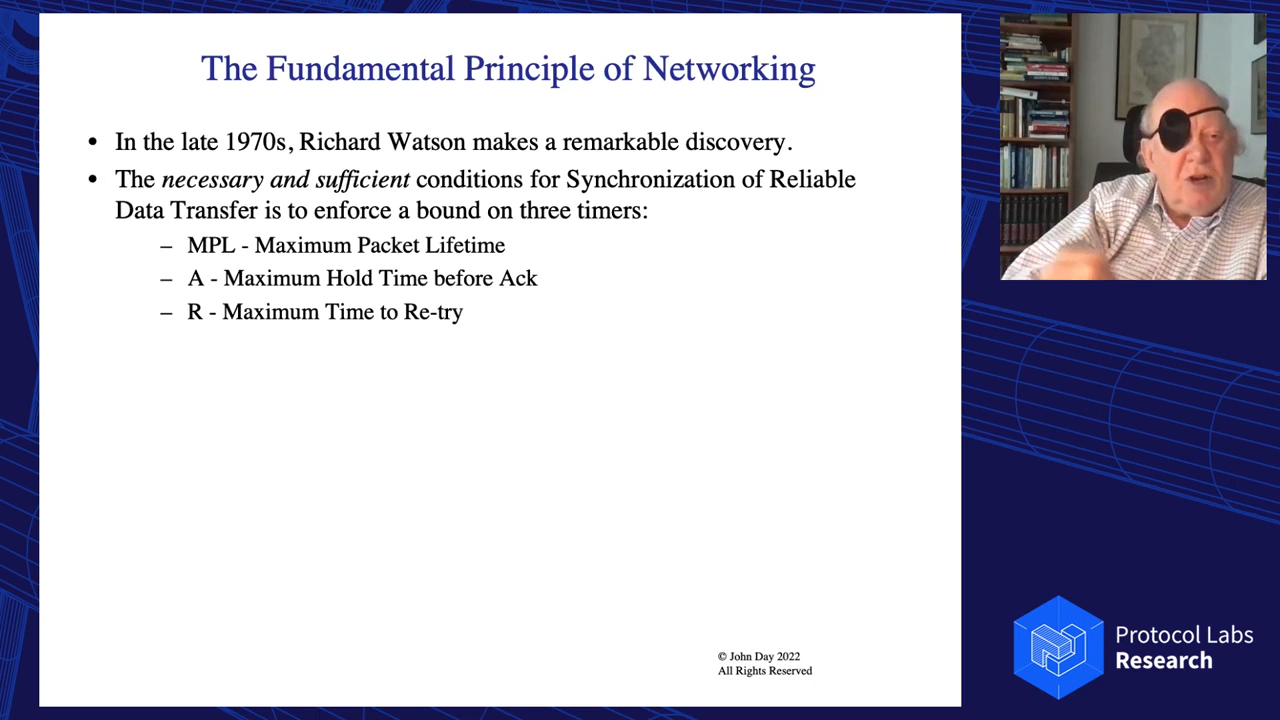 The Fundamental Principle of Networking
• In the late 1970s, Richard Watson makes a remarkable discovery.
• The necessary and sufficient conditions for Synchronization of Reliable
Data Transfer is to enforce a bound on three timers:
– MPL - Maximum Packet Lifetime
– A - Maximum Hold Time before Ack
– R - Maximum Time to Re-try
© John Day 2022
All Rights Reserved
Protocol Labs
Research